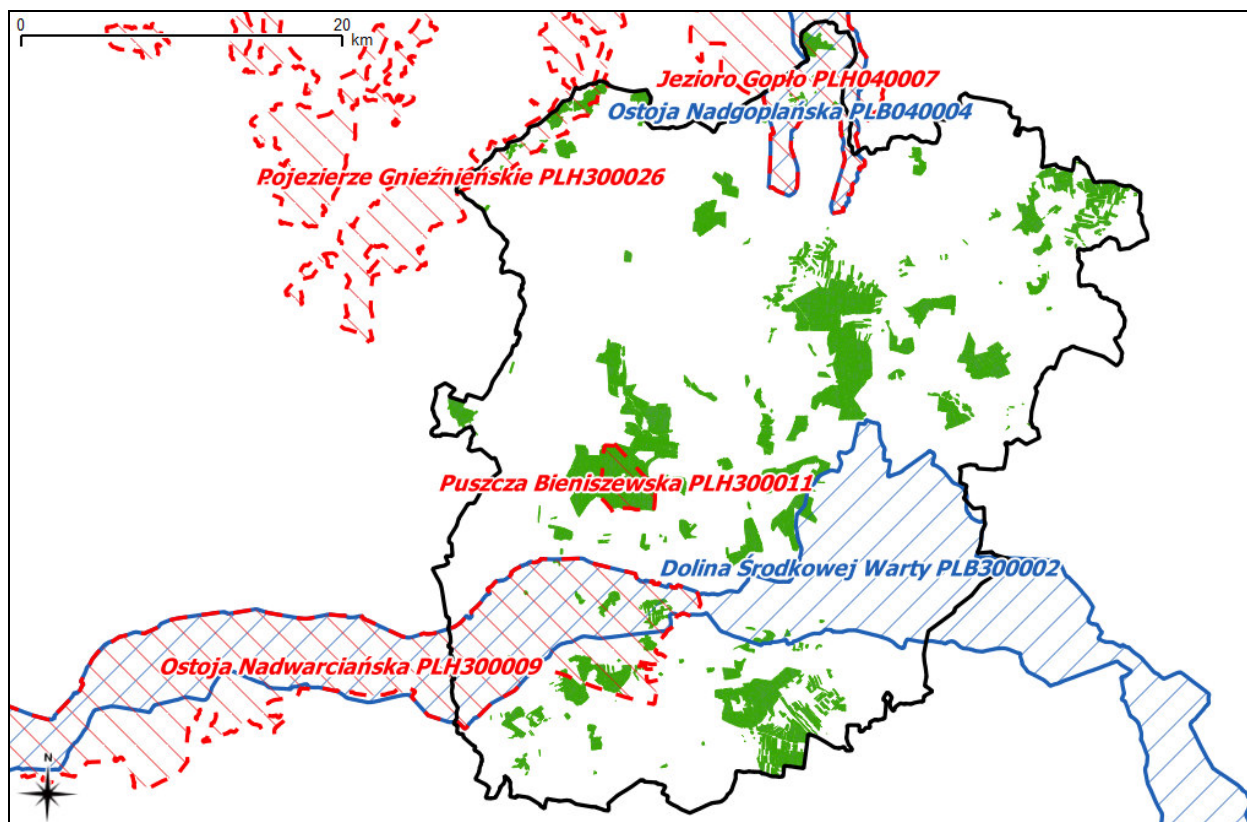 0 20
km
Jezioro Gopło PLH040007
Ostoja Nadgoplańska PLB040004
Pojezierze Gnieźnieńskie PLH300026
Puszcza Bieniszewska PLH300011
Dolina Środkowej Warty PLB300002
Ostoja Nadwarciańska PLH300009
N